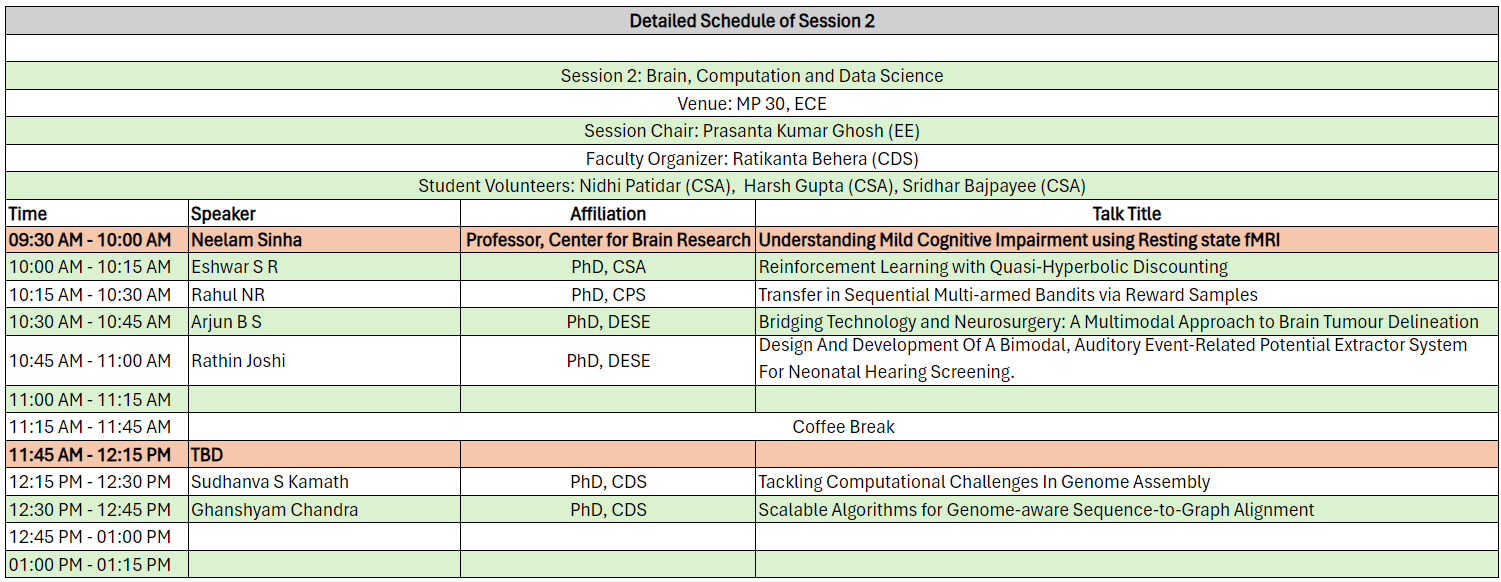 Detailed Schedule of Session 2
Session 2: Brain, Computation and Data Science
Venue: MP 30, ECE
Session Chair: Prasanta Kumar Ghosh (EE)
Faculty Organizer: Ratikanta Behera (CDS)
Student Volunteers: Nidhi Patidar (CSA),  Harsh Gupta (CSA), Sridhar Bajpayee (CSA)
Time Speaker Affiliation Talk Title
09:30 AM - 10:00 AM Neelam Sinha Professor, Center for Brain Research Understanding Mild Cognitive Impairment using Resting state fMRI
10:00 AM - 10:15 AM Eshwar S R PhD, CSA Reinforcement Learning with Quasi-Hyperbolic Discounting
10:15 AM - 10:30 AM Rahul NR PhD, CPS Transfer in Sequential Multi-armed Bandits via Reward Samples
10:30 AM - 10:45 AM Arjun B S PhD, DESE Bridging Technology and Neurosurgery: A Multimodal Approach to Brain Tumour Delineation
10:45 AM - 11:00 AM Rathin Joshi PhD, DESE Design And Development Of A Bimodal, Auditory Event-Related Potential Extractor System
For Neonatal Hearing Screening.
11:00 AM - 11:15 AM
11:15 AM - 11:45 AM Coffee Break
11:45 AM - 12:15 PM TBD
12:15 PM - 12:30 PM Sudhanva S Kamath PhD, CDS Tackling Computational Challenges In Genome Assembly
12:30 PM - 12:45 PM Ghanshyam Chandra PhD, CDS Scalable Algorithms for Genome-aware Sequence-to-Graph Alignment
12:45 PM - 01:00 PM
01:00 PM - 01:15 PM